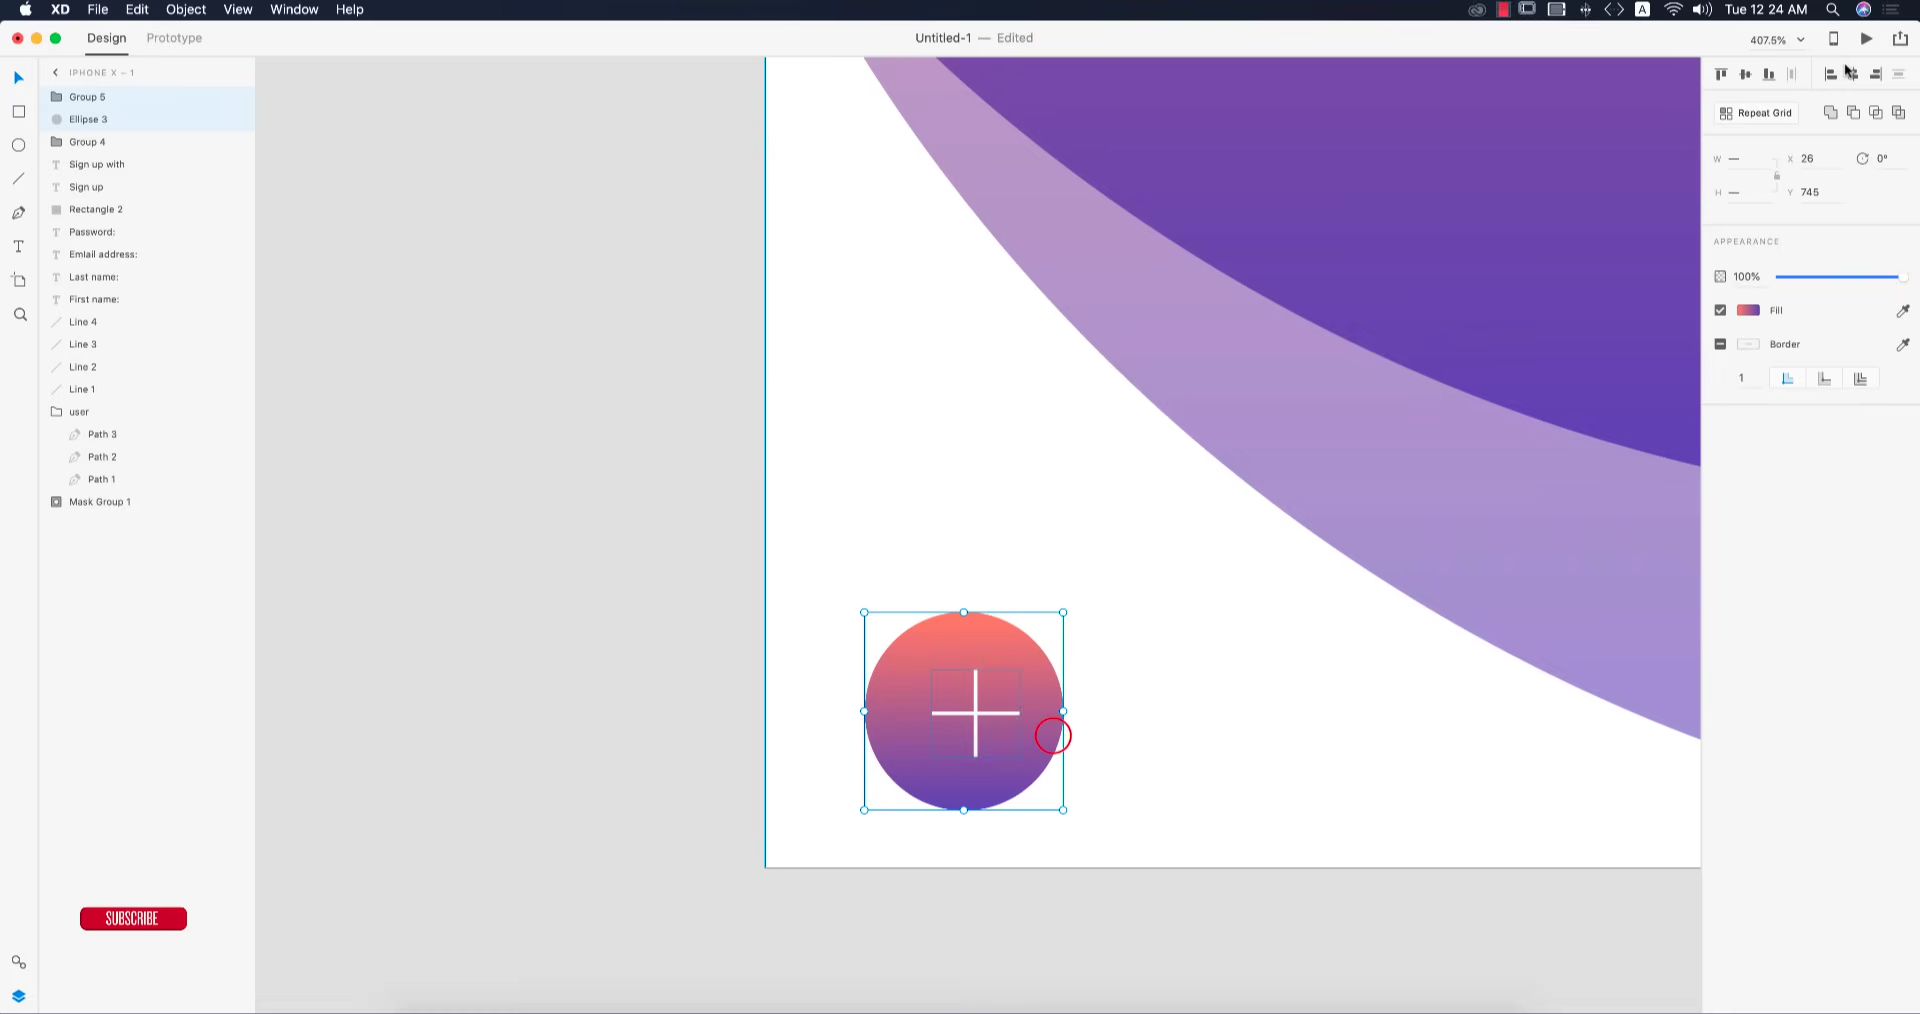 XD File Edit Object View Window Help
A Tue 12 24 AM
Design Prototype
Untitled-1 — Edited
407.5%
IPHONE X – 1
Group 5
Ellipse 3
Group 4
Sign up with
Sign up
Rectangle 2
Password:
Emlail address:
Last name:
First name:
Line 4
Line 3
Line 2
Line 1
user
Path 3
Path 2
Path 1
Mask Group 1
SUBSCRIBE
Repeat Grid
W — X 26 0°
H — Y 745
APPEARANCE
100%
Fill
Border
1